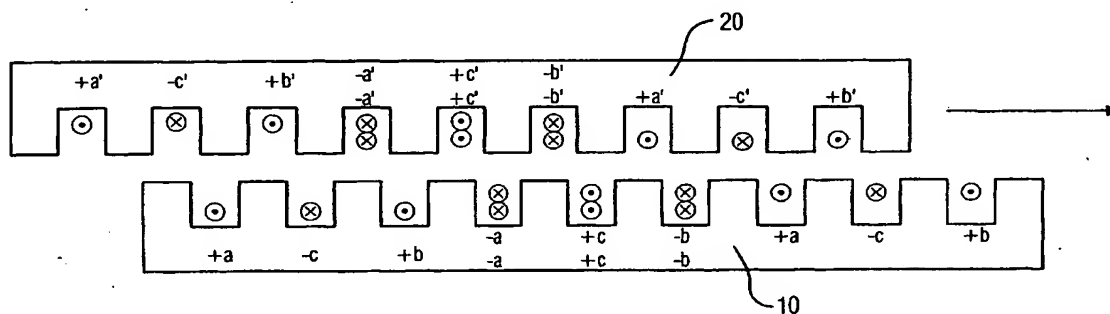 20
-a' +c' -b'
+a' -c' +b' -a' +c' -b' +a' -c' +b'
+a -c +b -a +c -b +a -c +b
-a +c -b
10